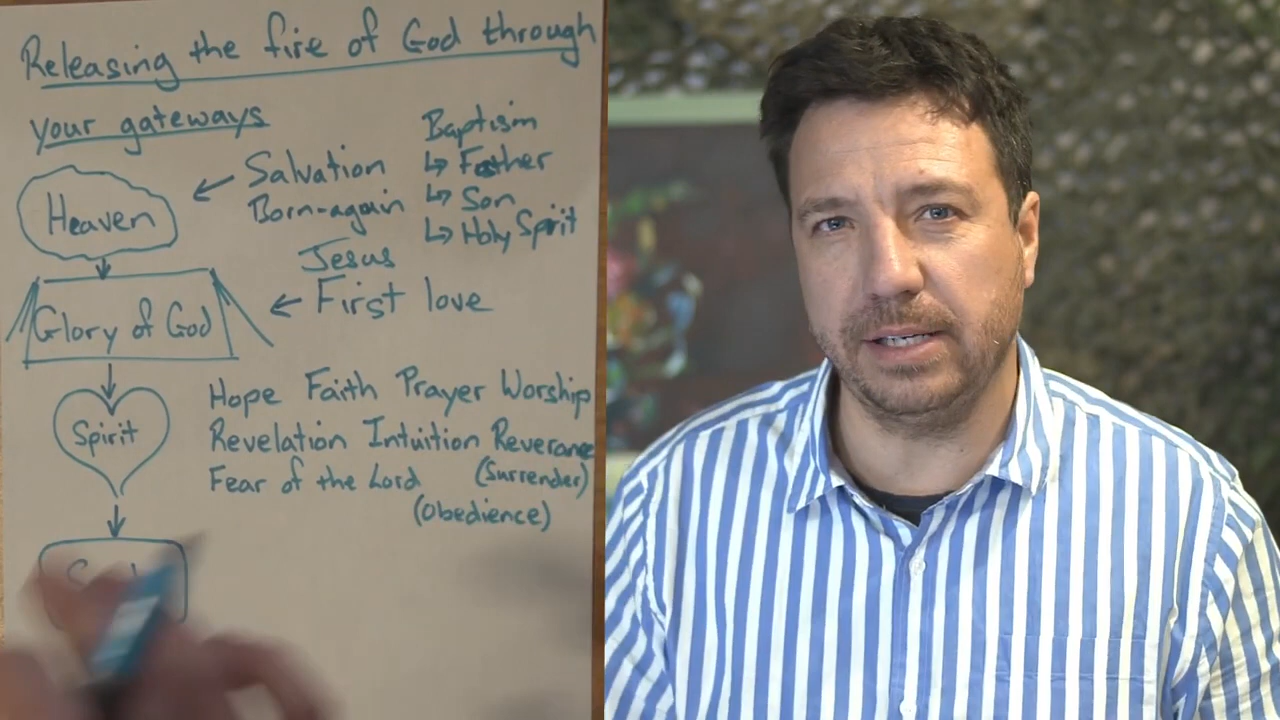 Releasing the fire of God through
your gateways
Heaven
Salvation
Born-again
Baptism
↳ Father
↳ Son
↳ Holy Spirit
Glory of God
Jesus
First love
Spirit
Hope Faith Prayer Worship
Revelation Intuition Reverance
Fear of the Lord (Surrender)
(Obedience)